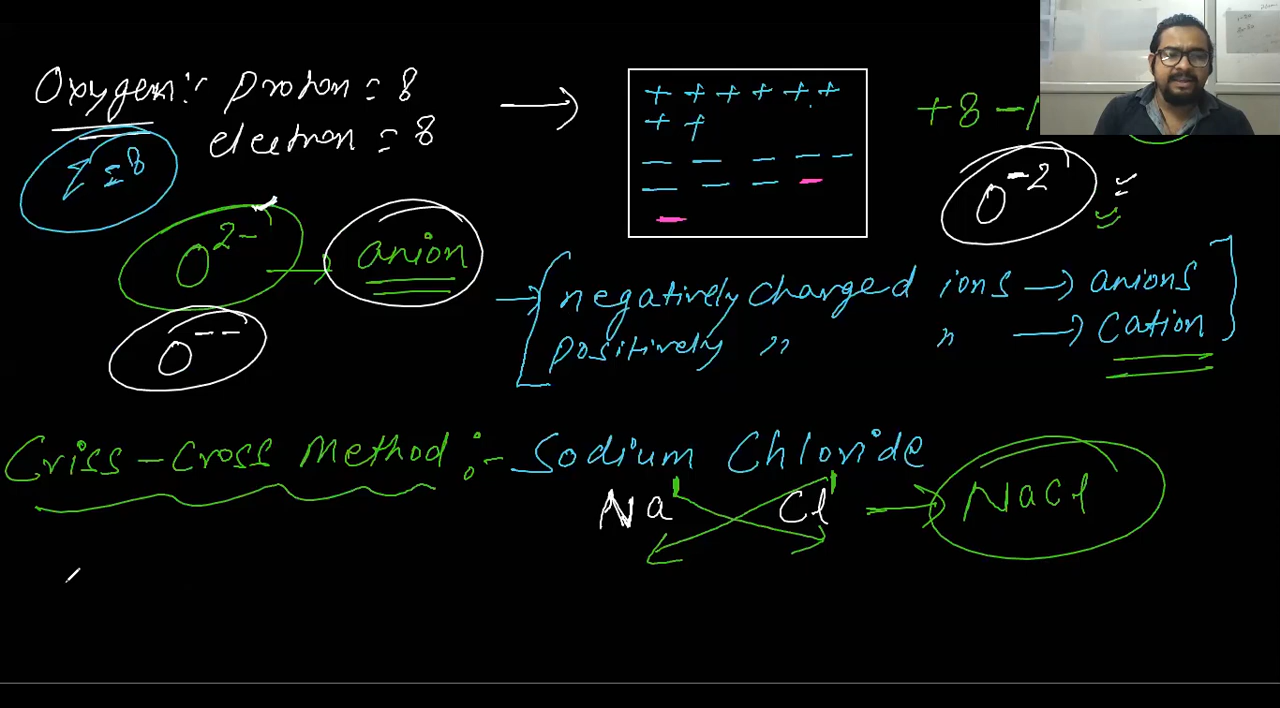 Oxygen:- Proton = 8
electron = 8
Z = 8
+ + + + + +
+ +
— — — — —
— — — —
—
+8 -
O⁻²
O²⁻ → anion
O⁻⁻
negatively charged ions → anions
positively " " → cation
Criss-Cross Method :- Sodium Chloride
Na¹ Cl¹ → NaCl